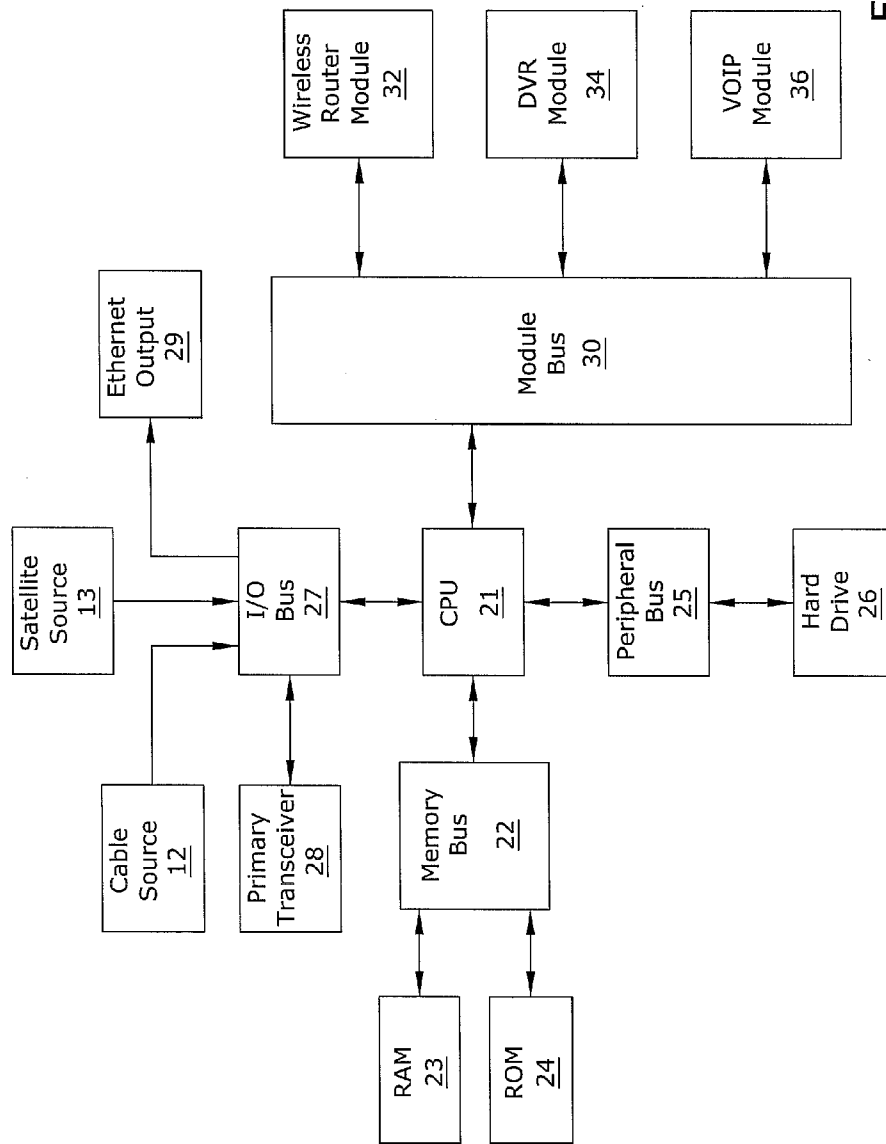 Satellite
Source
13
Cable
Source
12
Ethernet
Output
29
Primary
Transceiver
28
I/O
Bus
27
Wireless
Router
Module
32
RAM
23
ROM
24
Memory
Bus
22
CPU
21
Module
Bus
30
DVR
Module
34
Peripheral
Bus
25
VOIP
Module
36
Hard
Drive
26